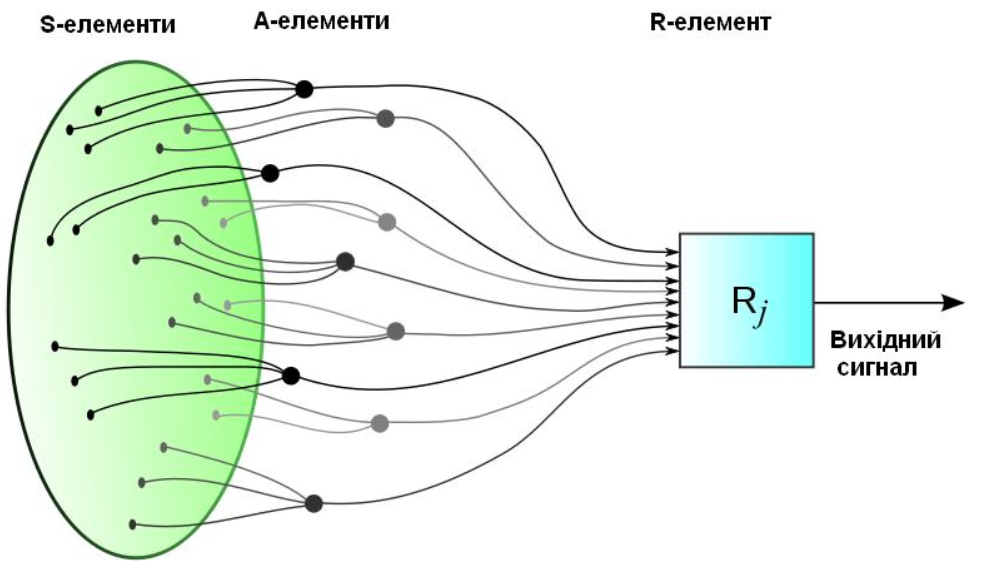 S-елементи
А-елементи
R-елемент
Rj
Вихідний
сигнал